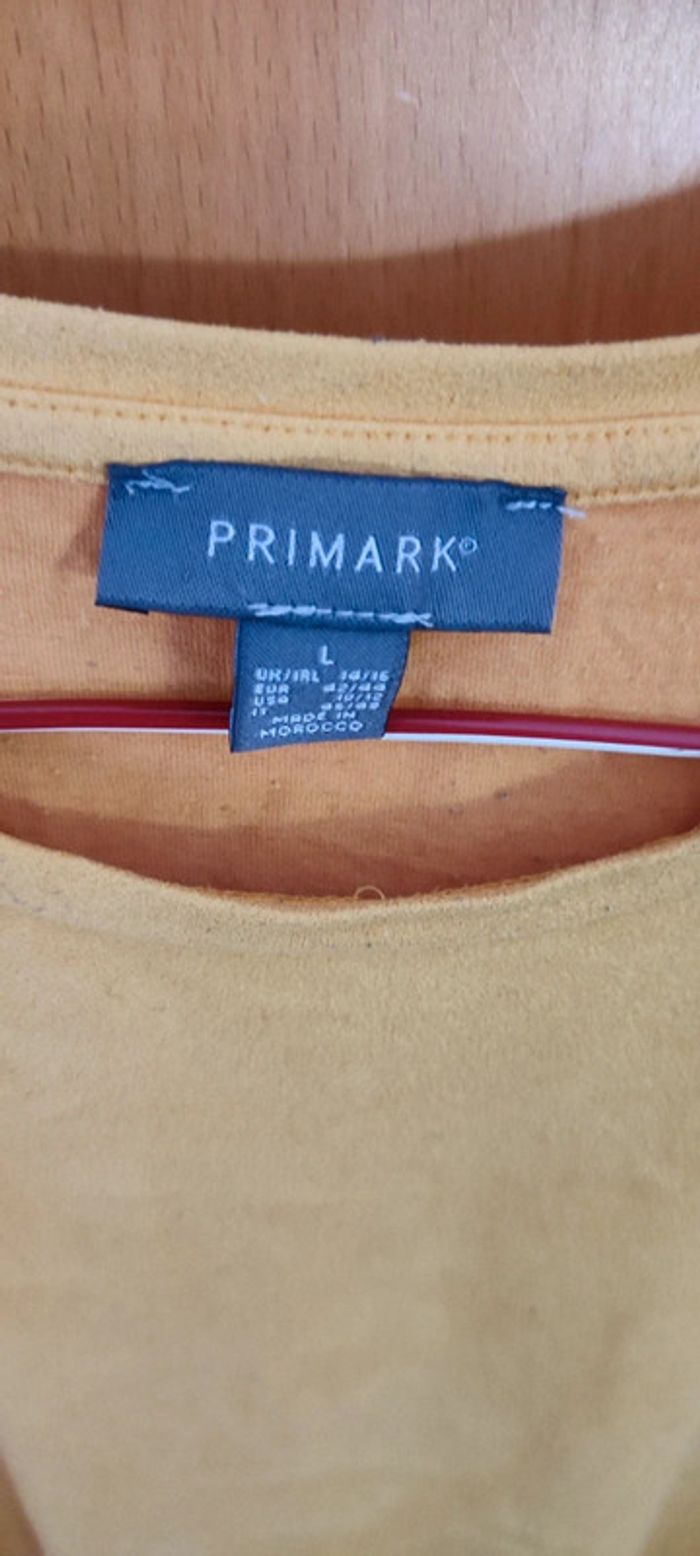 PRIMARK®
L
UK/IRL 14/16
EUR 42/44
USA 10/12
IT 46/48
MADE IN
MOROCCO